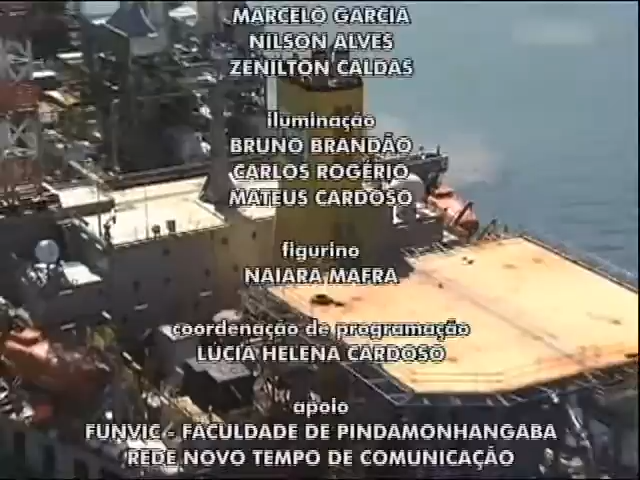 MARCELO GARCIA
NILSON ALVES
ZENILTON CALDAS
iluminação
BRUNO BRANDÃO
CARLOS ROGÉRIO
MATEUS CARDOSO
figurino
NAIARA MAFRA
coordenação de programação
LÚCIA HELENA CARDOSO
apoio
FUNVIC - FACULDADE DE PINDAMONHANGABA
REDE NOVO TEMPO DE COMUNICAÇÃO